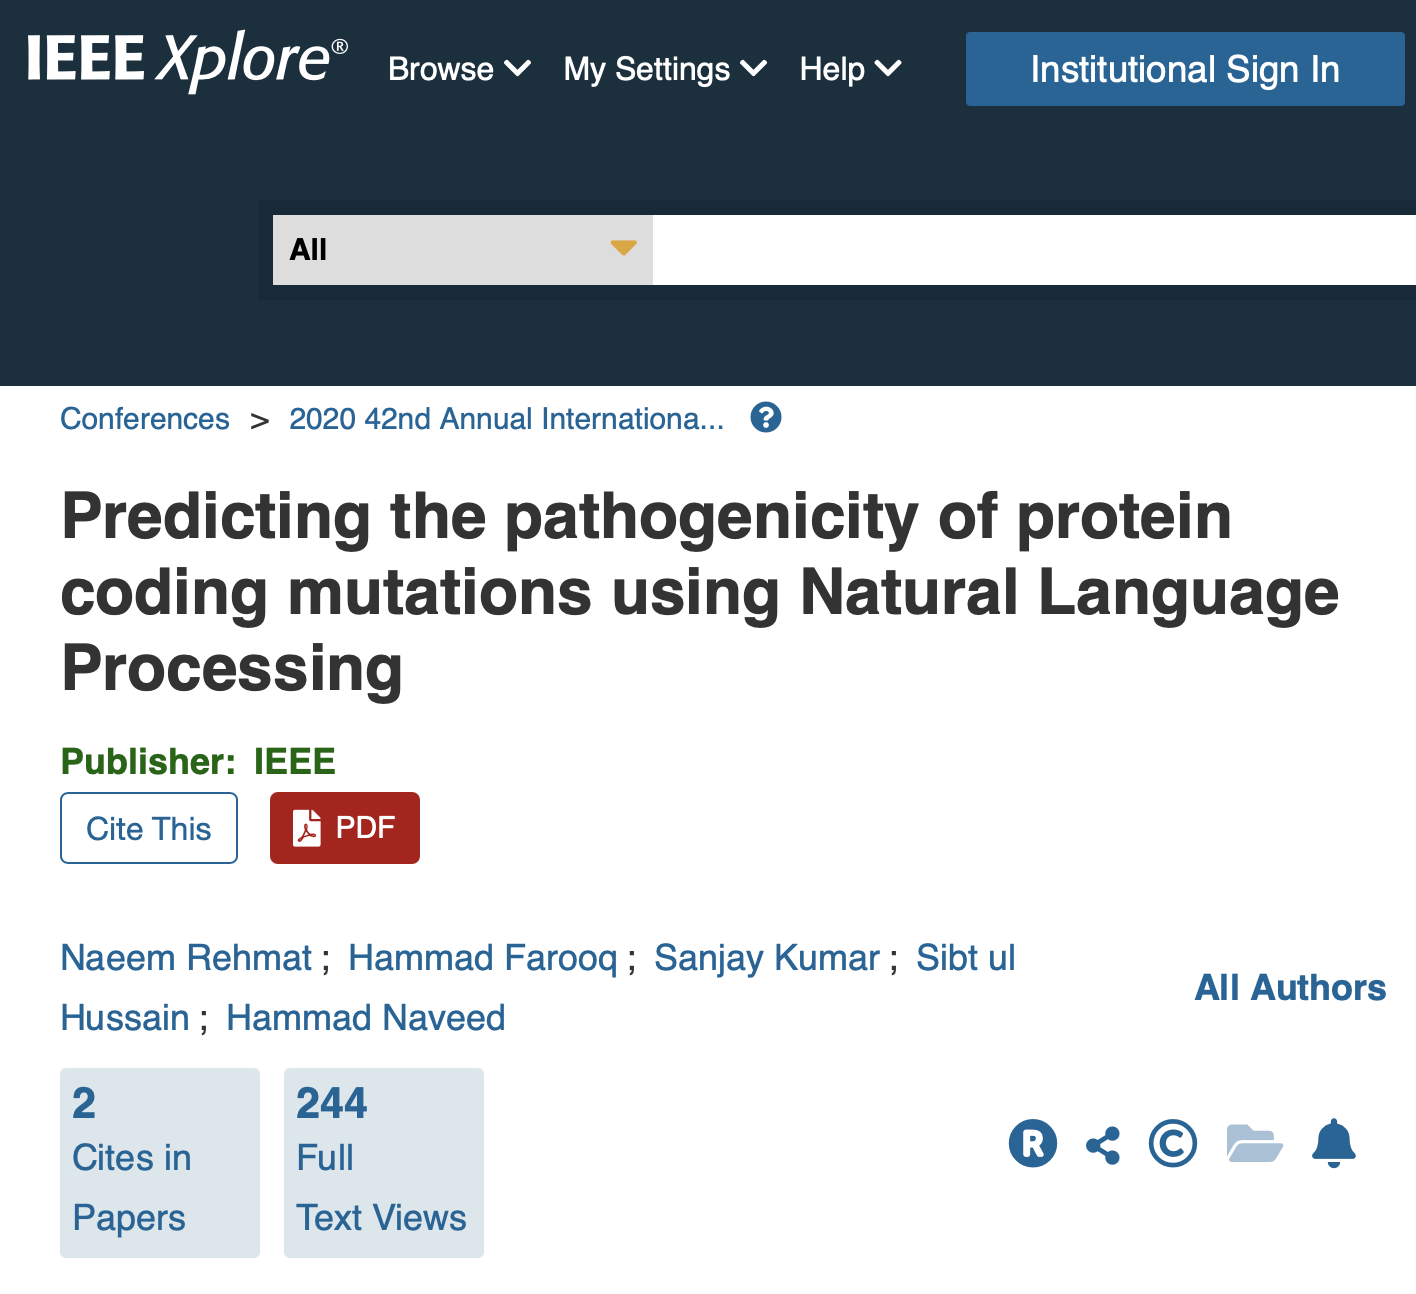 IEEE Xplore®
Browse My Settings Help Institutional Sign In
All
Conferences > 2020 42nd Annual Internationa...
Predicting the pathogenicity of protein
coding mutations using Natural Language
Processing
Publisher: IEEE
Cite This PDF
Naeem Rehmat ; Hammad Farooq ; Sanjay Kumar ; Sibt ul
Hussain ; Hammad Naveed
All Authors
2
Cites in
Papers
244
Full
Text Views